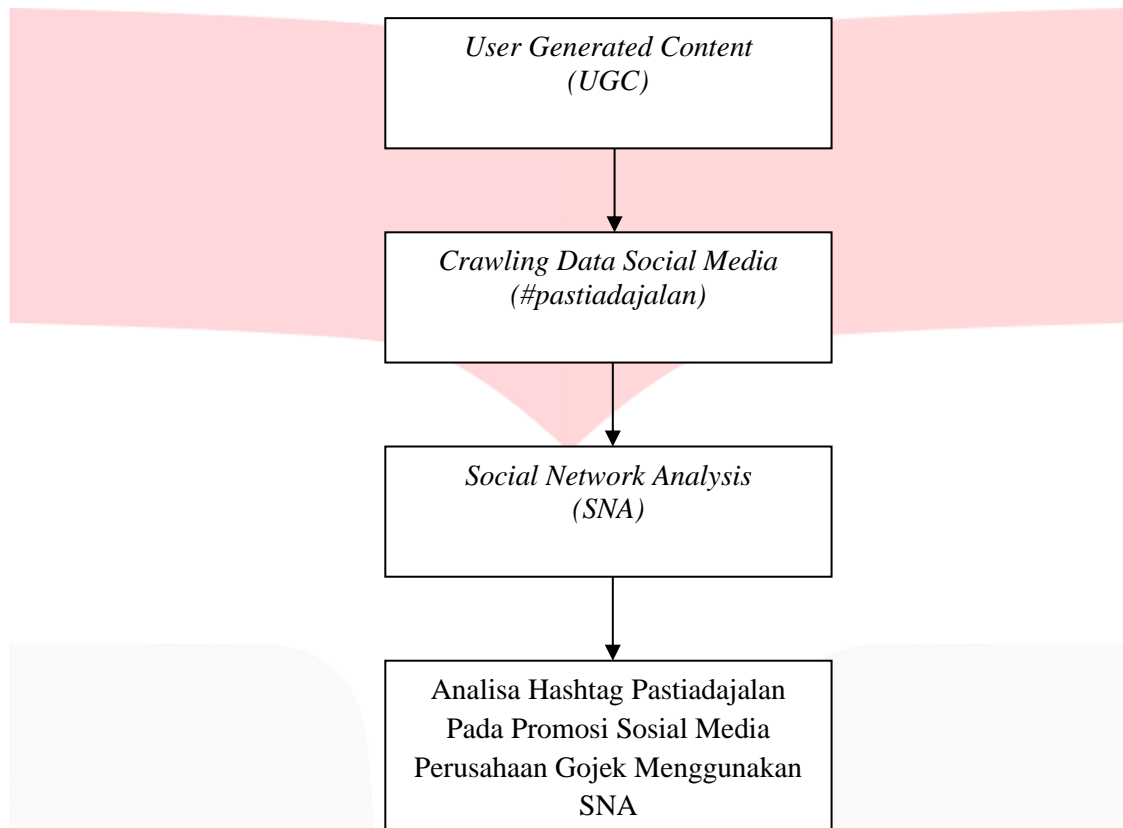 User Generated Content
(UGC)
Crawling Data Social Media
(#pastiadajalan)
Social Network Analysis
(SNA)
Analisa Hashtag Pastiadajalan
Pada Promosi Sosial Media
Perusahaan Gojek Menggunakan
SNA